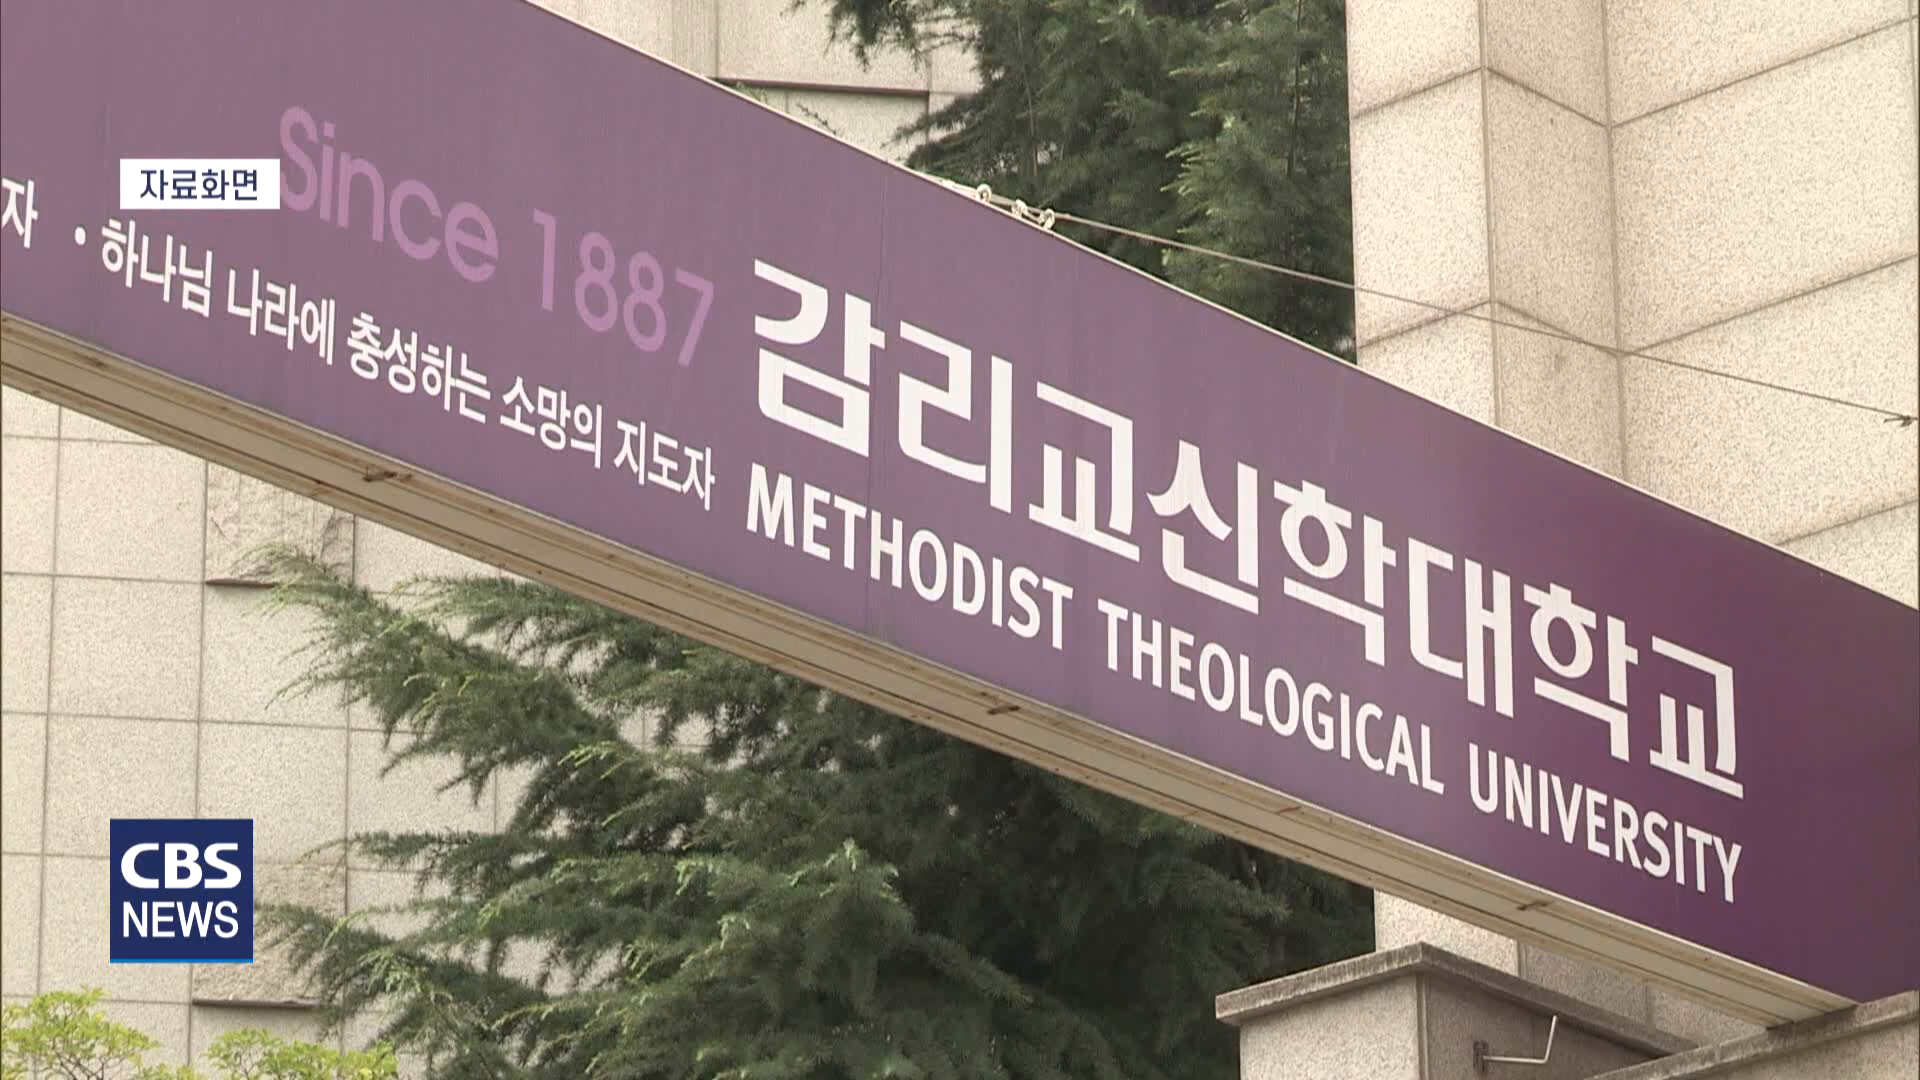 자료화면
Since 1887
자 · 하나님 나라에 충성하는 소망의 지도자
감리교신학대학교
METHODIST THEOLOGICAL UNIVERSITY
CBS
NEWS